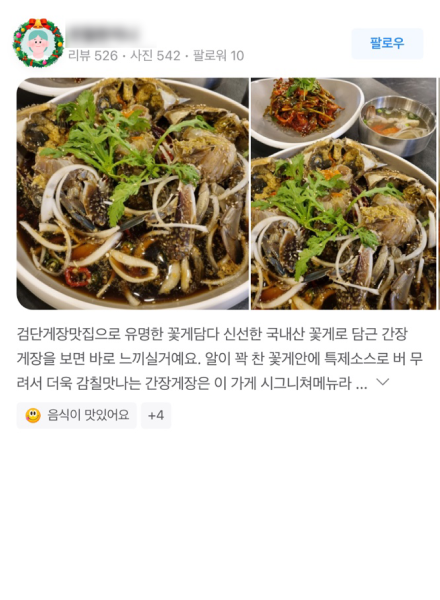 리뷰 526 · 사진 542 · 팔로워 10
팔로우
검단게장맛집으로 유명한 꽃게담다 신선한 국내산 꽃게로 담근 간장
게장을 보면 바로 느끼실거예요. 알이 꽉 찬 꽃게안에 특제소스로 버 무
려서 더욱 감칠맛나는 간장게장은 이 가게 시그니쳐메뉴라 ...
음식이 맛있어요 +4